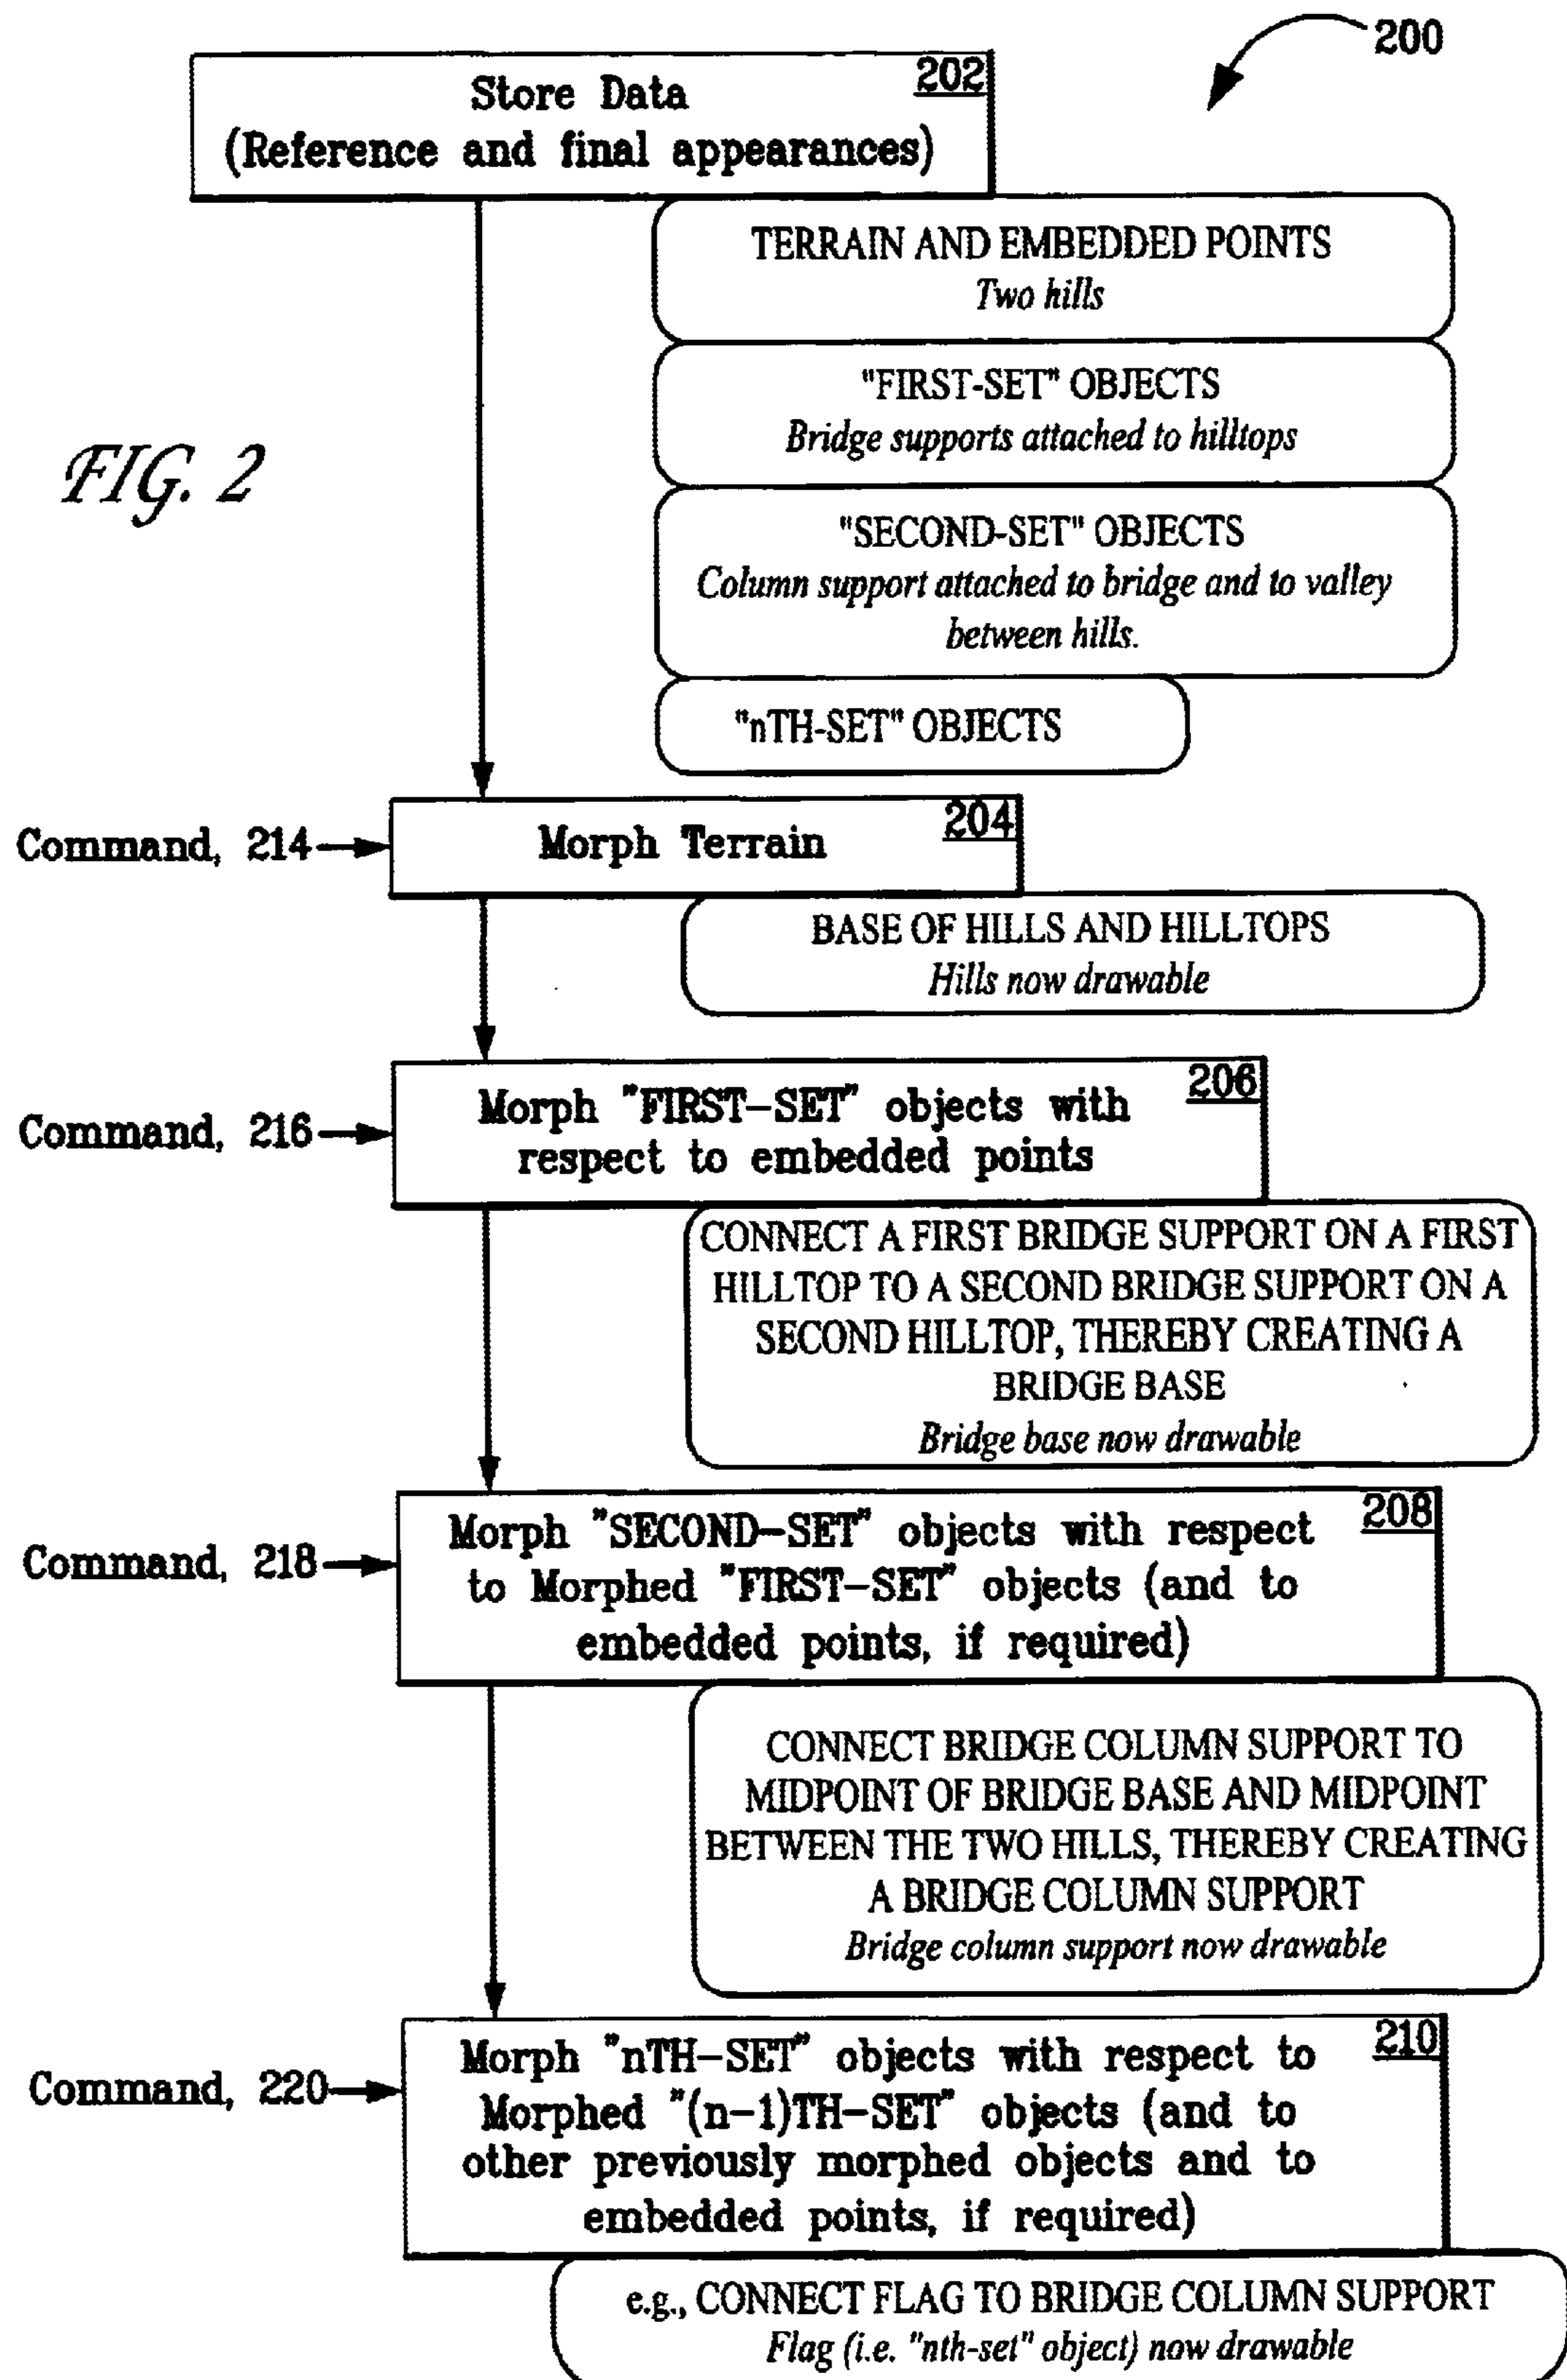 200
202
Store Data
(Reference and final appearances)
TERRAIN AND EMBEDDED POINTS
Two hills
"FIRST-SET" OBJECTS
Bridge supports attached to hilltops
FIG. 2
"SECOND-SET" OBJECTS
Column support attached to bridge and to valley
between hills.
"nTH-SET" OBJECTS
204
Command, 214
Morph Terrain
BASE OF HILLS AND HILLTOPS
Hills now drawable
206
Command, 216
Morph "FIRST-SET" objects with
respect to embedded points
CONNECT A FIRST BRIDGE SUPPORT ON A FIRST
HILLTOP TO A SECOND BRIDGE SUPPORT ON A
SECOND HILLTOP, THEREBY CREATING A
BRIDGE BASE
Bridge base now drawable
208
Command, 218
Morph "SECOND-SET" objects with respect
to Morphed "FIRST-SET" objects (and to
embedded points, if required)
CONNECT BRIDGE COLUMN SUPPORT TO
MIDPOINT OF BRIDGE BASE AND MIDPOINT
BETWEEN THE TWO HILLS, THEREBY CREATING
A BRIDGE COLUMN SUPPORT
Bridge column support now drawable
210
Command, 220
Morph "nTH-SET" objects with respect to
Morphed "(n-1)TH-SET" objects (and to
other previously morphed objects and to
embedded points, if required)
e.g., CONNECT FLAG TO BRIDGE COLUMN SUPPORT
Flag (i.e. "nth-set" object) now drawable